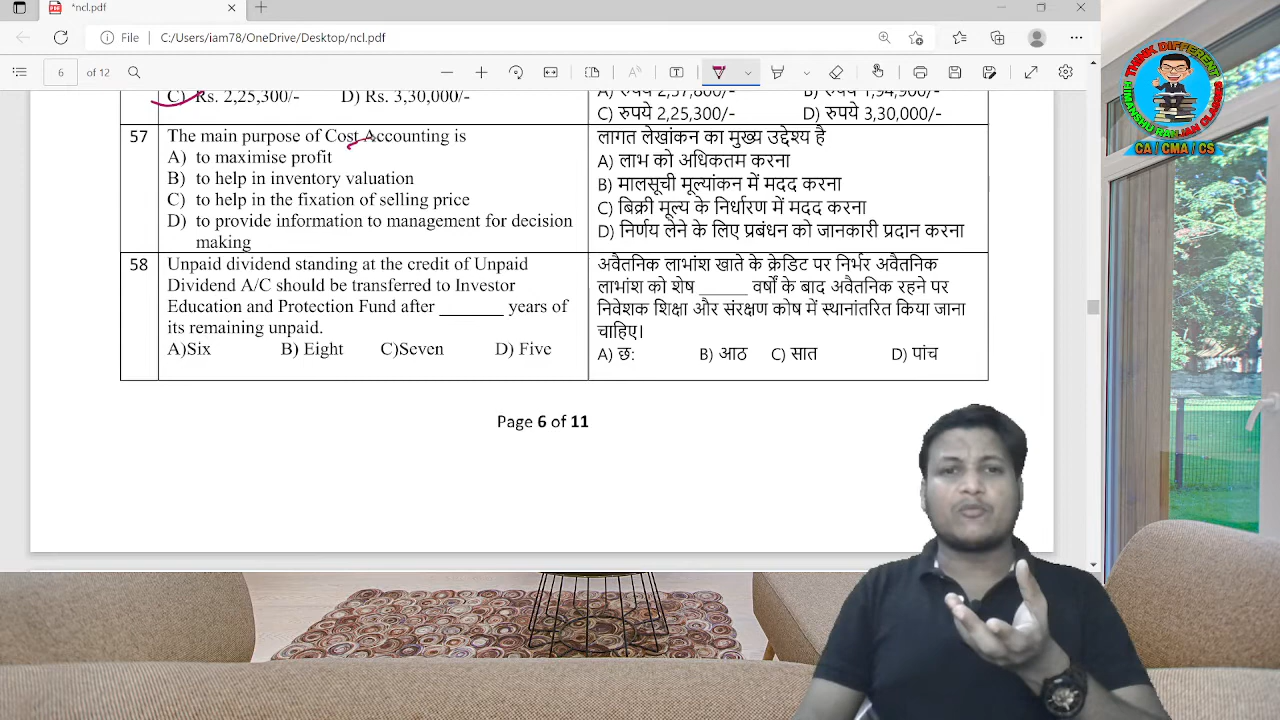 *ncl.pdf
File
C:/Users/iam78/OneDrive/Desktop/ncl.pdf
6 of 12
C) Rs. 2,25,300/- D) Rs. 3,30,000
C) रुपये 2,25,300/- D) रुपये 3,30,000/-
57
The main purpose of Cost Accounting is
A) to maximise profit
B) to help in inventory valuation
C) to help in the fixation of selling price
D) to provide information to management for decision
making
लागत लेखांकन का मुख्य उद्देश्य है
A) लाभ को अधिकतम करना
B) मालसूची मूल्यांकन में मदद करना
C) बिक्री मूल्य के निर्धारण में मदद करना
D) निर्णय लेने के लिए प्रबंधन को जानकारी प्रदान करना
58
Unpaid dividend standing at the credit of Unpaid
Dividend A/C should be transferred to Investor
Education and Protection Fund after _______ years of
its remaining unpaid.
A)Six B) Eight C)Seven D) Five
अवैतनिक लाभांश खाते के क्रेडिट पर निर्भर अवैतनिक
लाभांश को शेष ______ वर्षों के बाद अवैतनिक रहने पर
निवेशक शिक्षा और संरक्षण कोष में स्थानांतरित किया जाना
चाहिए।
A) छ: B) आठ C) सात D) पांच
Page 6 of 11
THINK DIFFERENT
HIMANSHU RANJAN CLASSES
CA / CMA / CS